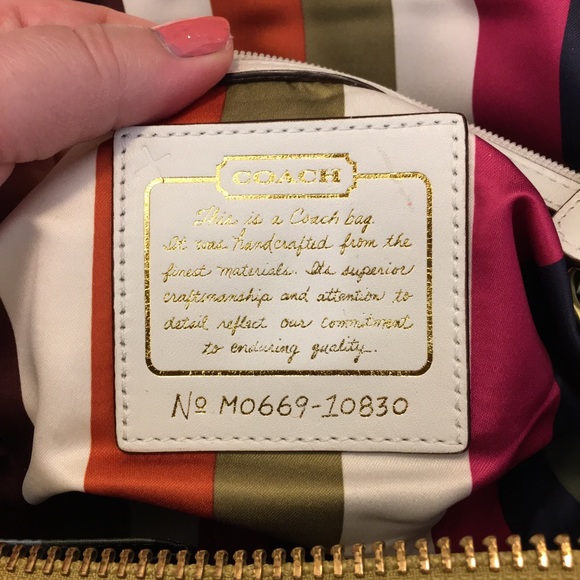 COACH
This is a Coach bag.
It was handcrafted from the
finest materials. Its superior
craftsmanship and attention to
detail reflect our commitment
to enduring quality.
No M0669-10830